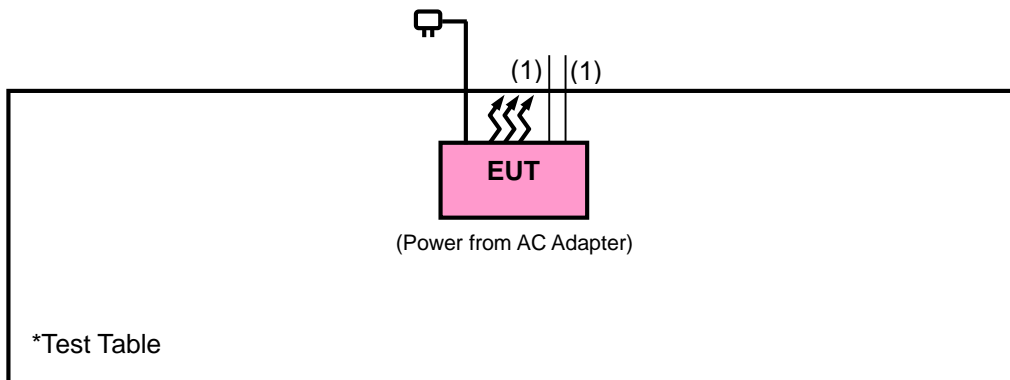 (1) (1)
EUT
(Power from AC Adapter)
*Test Table